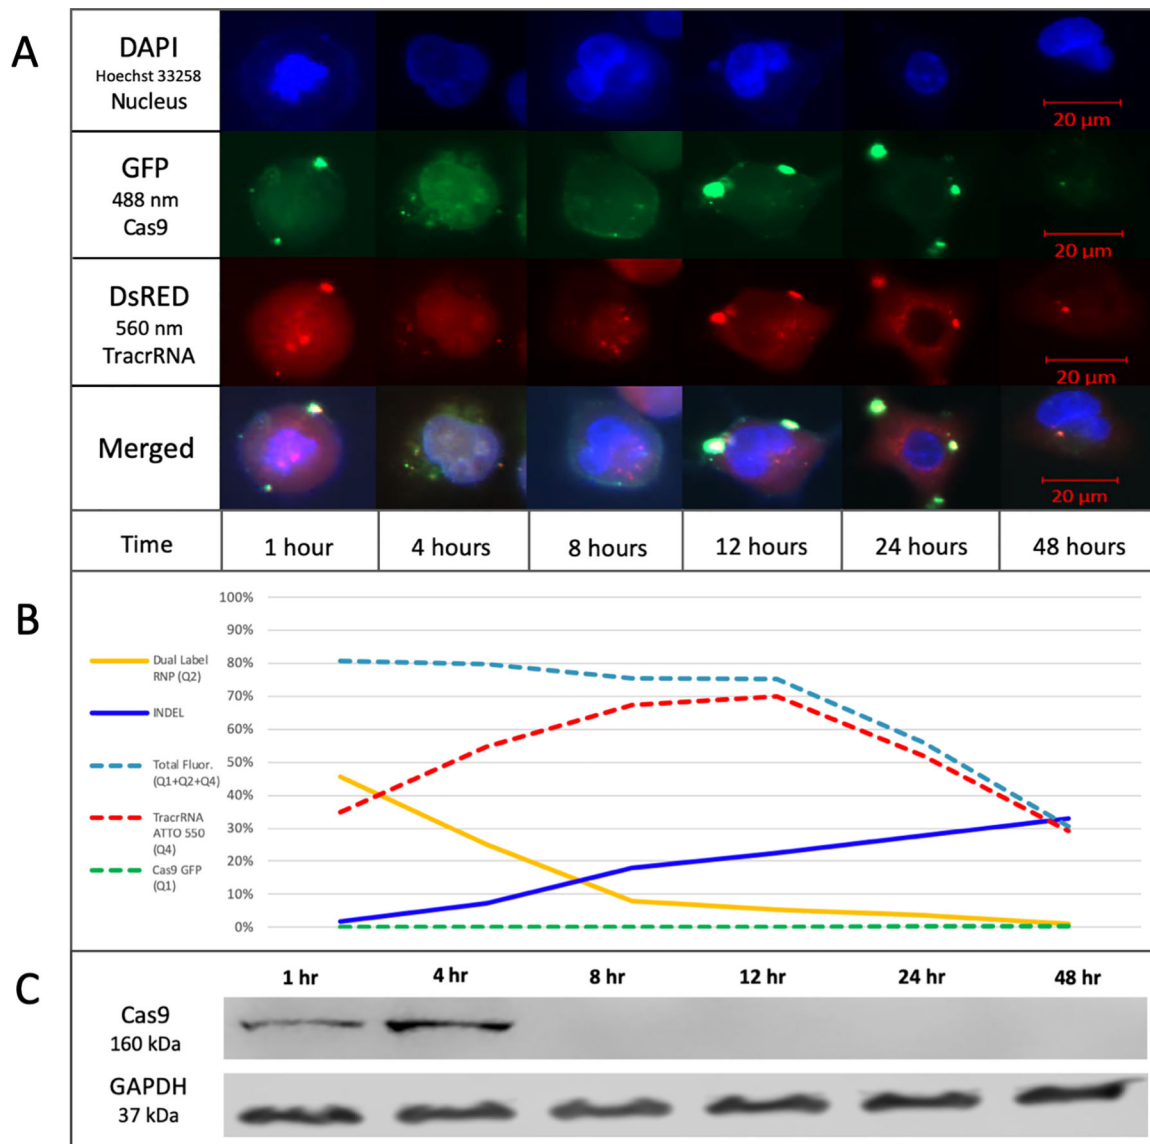 A
DAPI
Hoechst 33258
Nucleus
20 µm
GFP
488 nm
Cas9
20 µm
DsRED
560 nm
TracrRNA
20 µm
Merged
20 µm
Time
1 hour
4 hours
8 hours
12 hours
24 hours
48 hours
B
100%
90%
80%
70%
60%
50%
40%
30%
20%
10%
0%
Dual Label
RNP (Q2)
INDEL
Total Fluor.
(Q1+Q2+Q4)
TracrRNA
ATTO 550
(Q4)
Cas9 GFP
(Q1)
C
1 hr
4 hr
8 hr
12 hr
24 hr
48 hr
Cas9
160 kDa
GAPDH
37 kDa